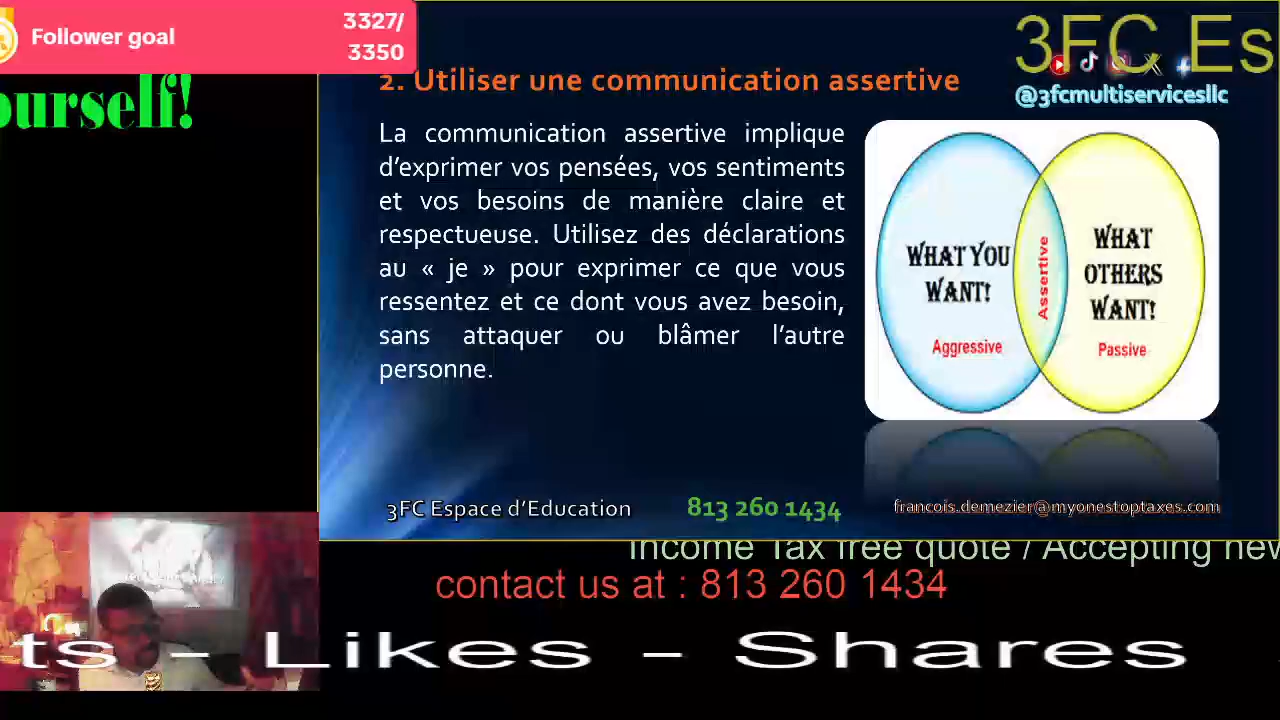 Follower goal
3327/
3350
3FC Es
@3fcmultiservicesllc
ourself!
2. Utiliser une communication assertive
La communication assertive implique
d’exprimer vos pensées, vos sentiments
et vos besoins de manière claire et
respectueuse. Utilisez des déclarations
au « je » pour exprimer ce que vous
ressentez et ce dont vous avez besoin,
sans attaquer ou blâmer l’autre
personne.
WHAT YOU
WANT!
Aggressive
Assertive
WHAT
OTHERS
WANT!
Passive
3FC Espace d’Education
813 260 1434
francois.demezier@myonestoptaxes.com
Income Tax free quote / Accepting new
contact us at : 813 260 1434
ts - Likes - Shares